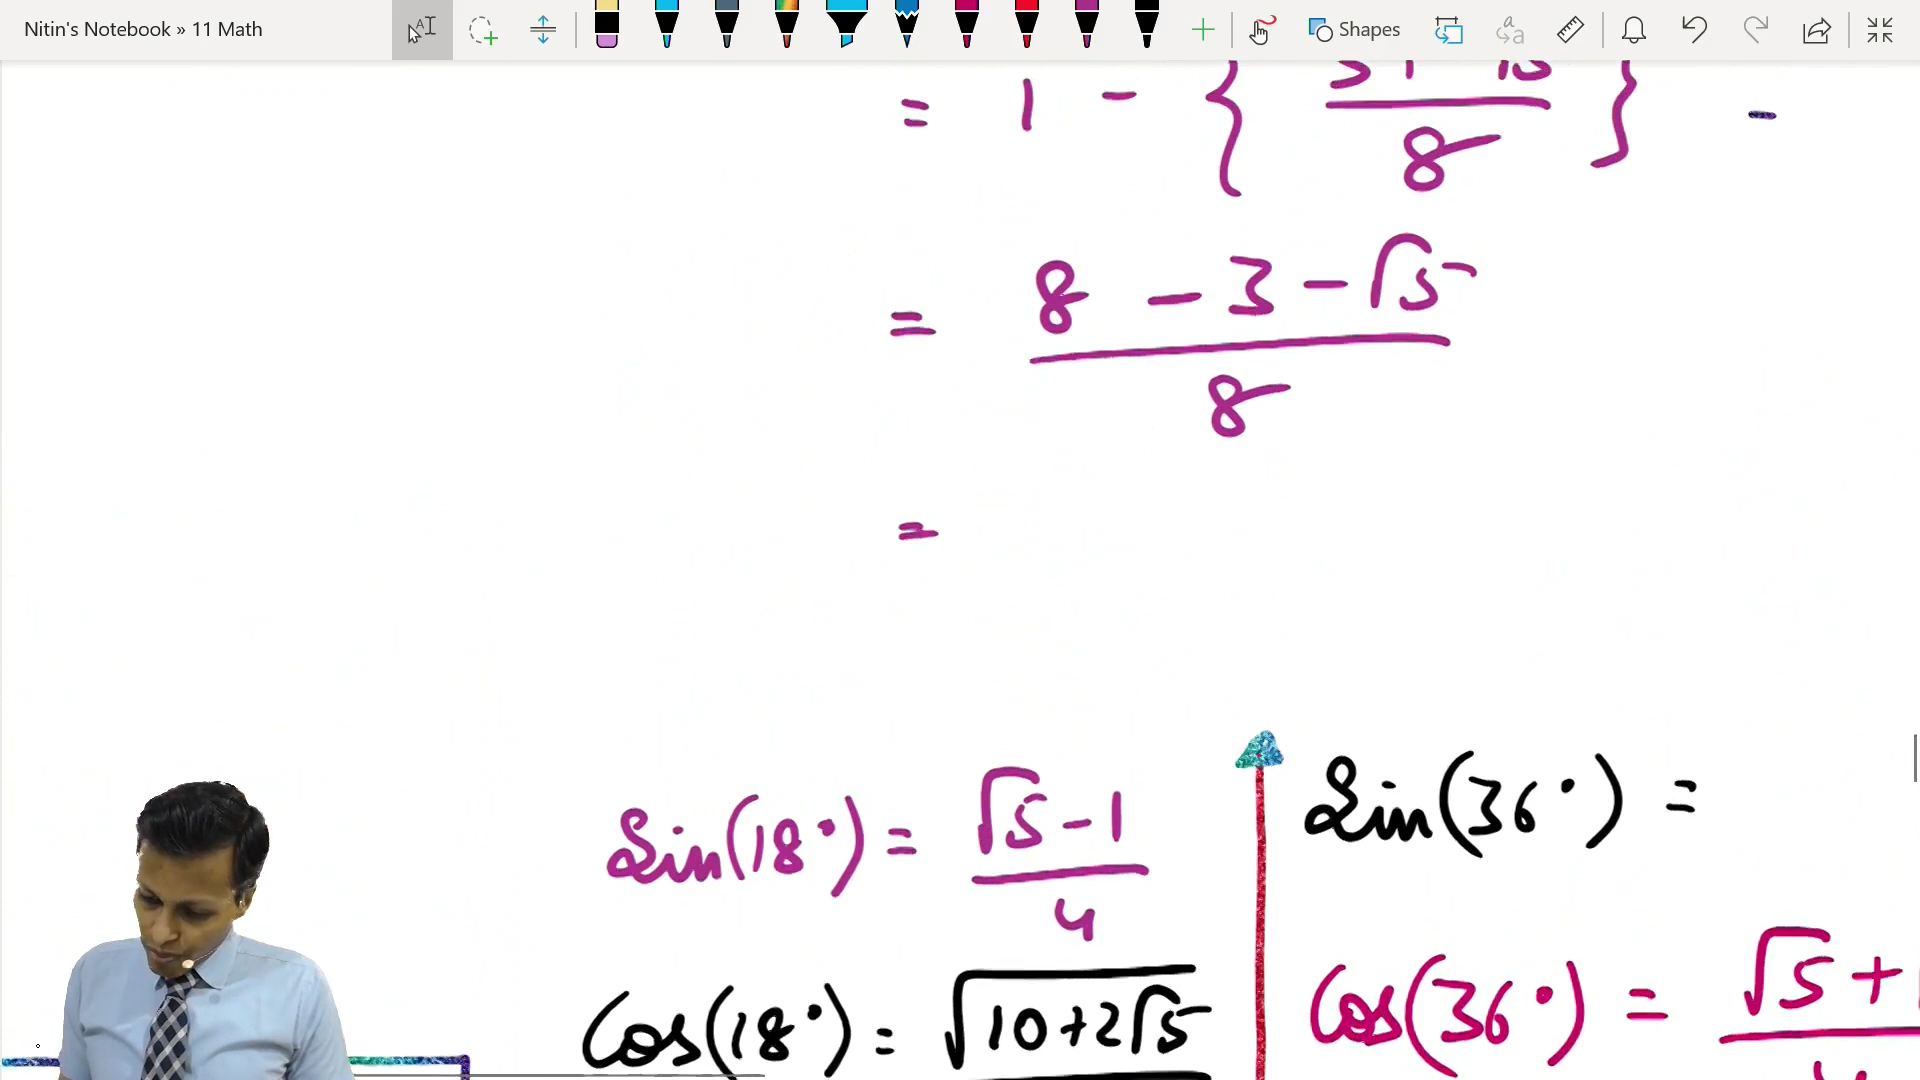 Nitin's Notebook » 11 Math
Shapes
= 1 - { / 8 } -
= 8 - 3 - √5 / 8
=
Sin(18°) = √5 - 1 / 4
Sin(36°) =
Cos(18°) = √10+2√5
Cos(36°) = √5 +